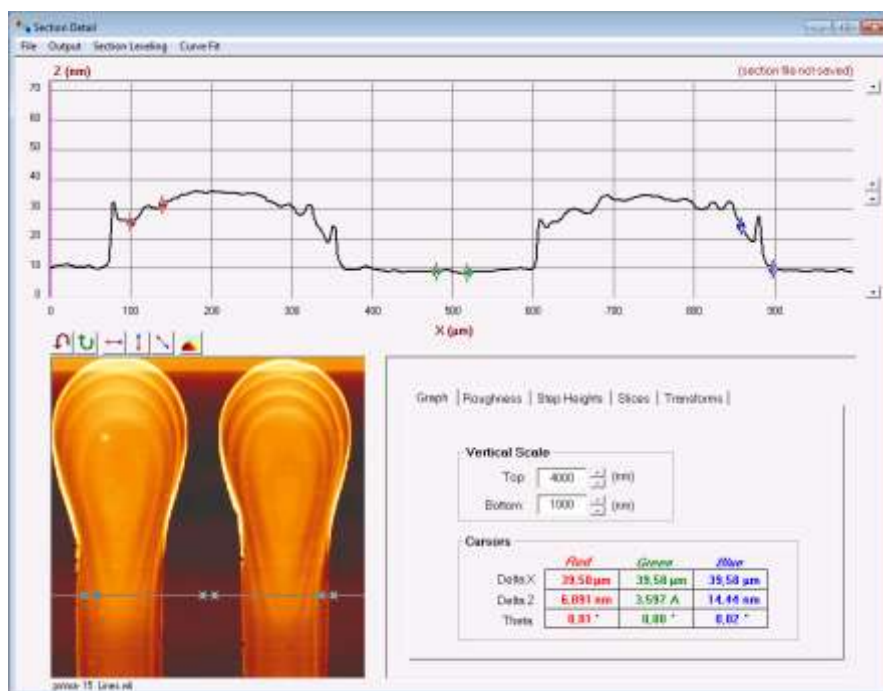 Section Detail
File Output Section Leveling Curve Fit
Z (nm) (section file not saved)
70
60
50
40
30
20
10
0
0 100 200 300 400 500 600 700 800 900
X (µm)
Graph Roughness Step Heights Slices Transforms
Vertical Scale
Top: 4000 (nm)
Bottom: 1000 (nm)
Cursors
Red Green Blue
Delta X 39,58 µm 39,58 µm 39,58 µm
Delta Z 6,891 nm 3,597 A 14,44 nm
Theta: 0,01 ° 0,00 ° 0,02 °